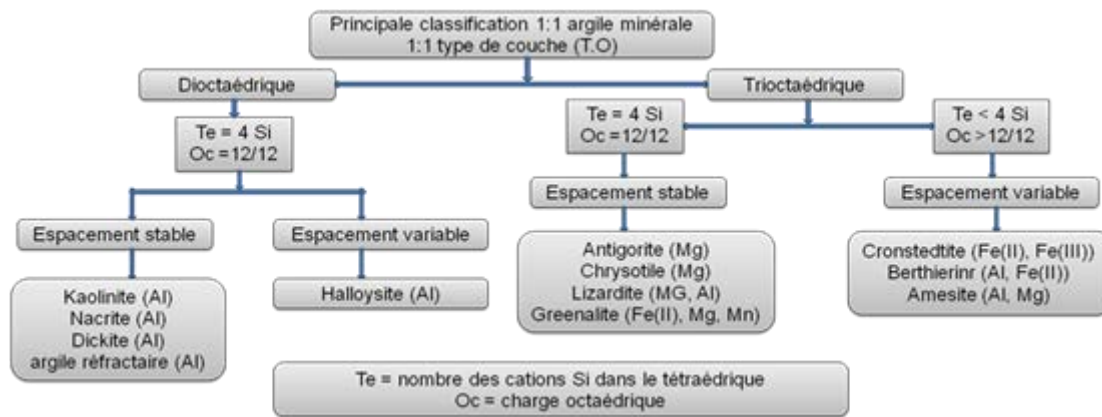 Principale classification 1:1 argile minérale
1:1 type de couche (T.O)
Dioctaédrique
Trioctaédrique
Te = 4 Si
Oc =12/12
Te = 4 Si
Oc =12/12
Te < 4 Si
Oc >12/12
Espacement stable
Espacement variable
Espacement stable
Espacement variable
Kaolinite (Al)
Nacrite (Al)
Dickite (Al)
argile réfractaire (Al)
Halloysite (Al)
Antigorite (Mg)
Chrysotile (Mg)
Lizardite (MG, Al)
Greenalite (Fe(II), Mg, Mn)
Cronstedtite (Fe(II), Fe(III))
Berthierinr (Al, Fe(II))
Amesite (Al, Mg)
Te = nombre des cations Si dans le tétraédrique
Oc = charge octaédrique